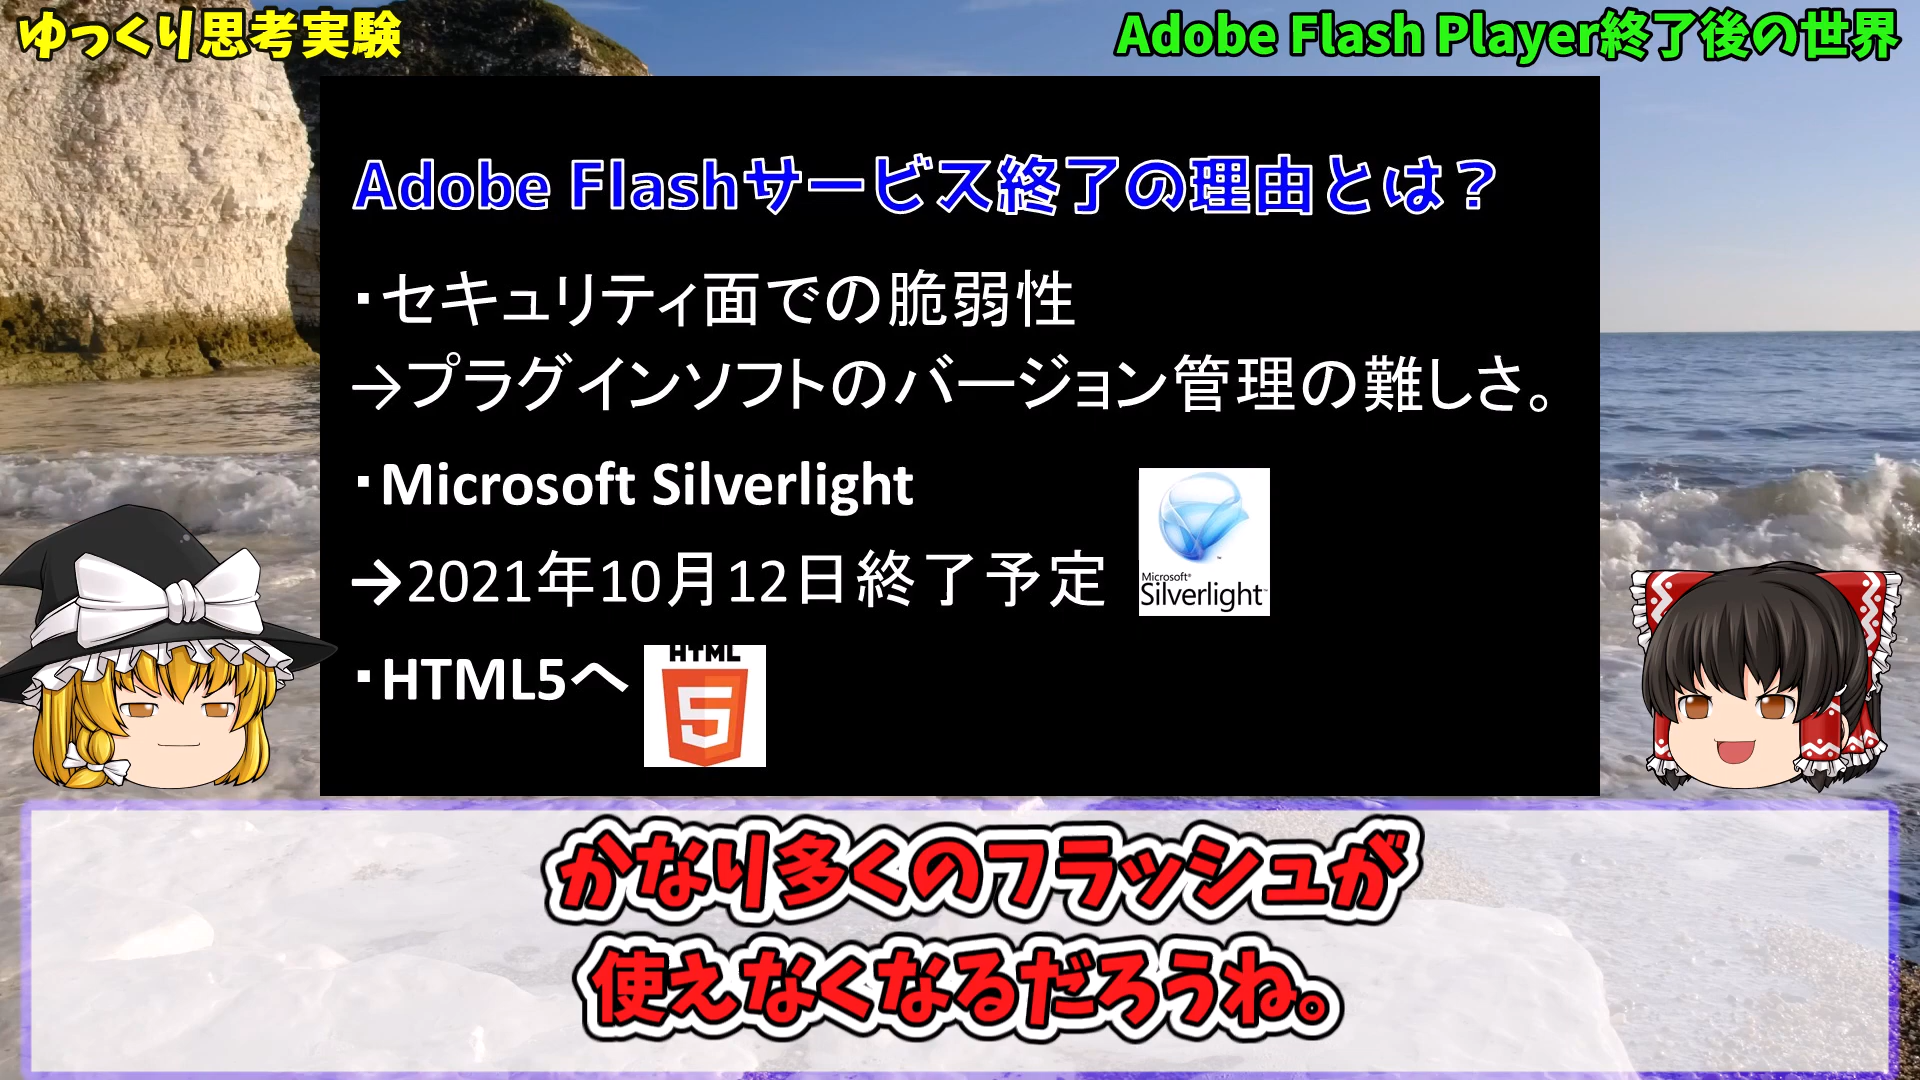 ゆっくり思考実験
Adobe Flash Player終了後の世界
Adobe Flashサービス終了の理由とは？
・セキュリティ面での脆弱性
→プラグインソフトのバージョン管理の難しさ。
・Microsoft Silverlight
→2021年10月12日終了予定
Microsoft®
Silverlight™
・HTML5へ
HTML
5
かなり多くのフラッシュが
使えなくなるだろうね。